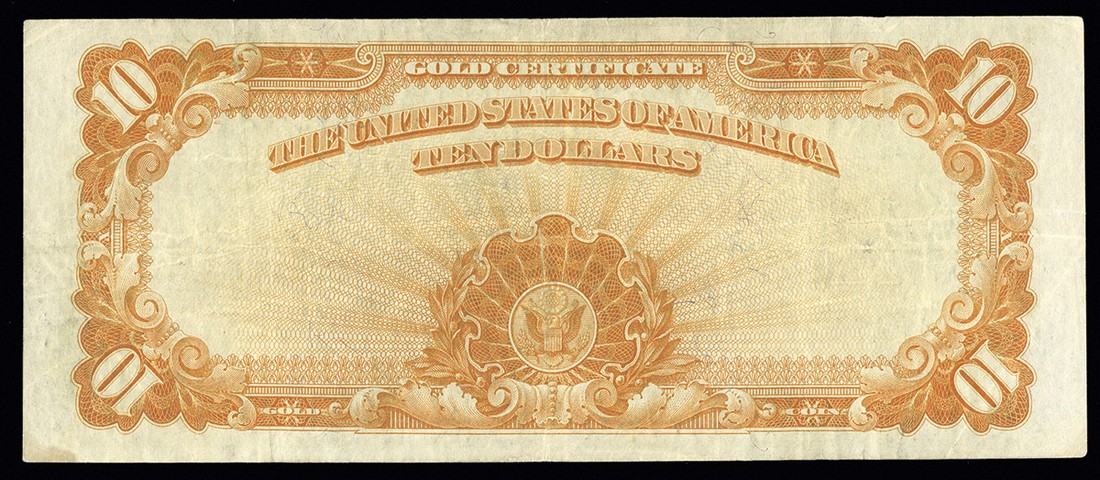 10 GOLD CERTIFICATE 10
THE UNITED STATES OF AMERICA
TEN DOLLARS
X X
10 GOLD COIN 10